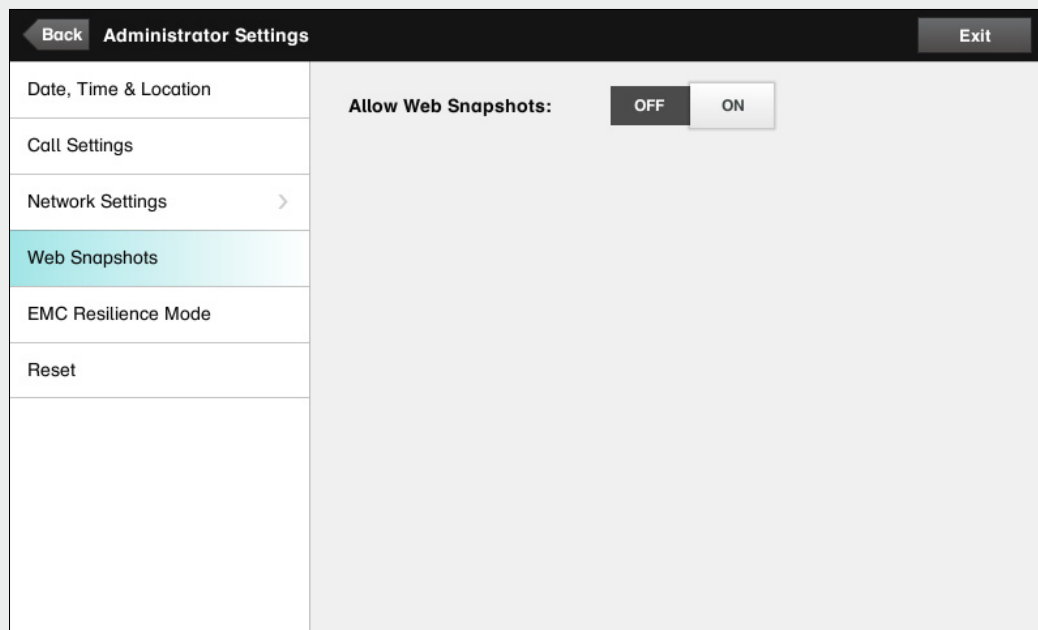 Back Administrator Settings Exit
Date, Time & Location
Allow Web Snapshots: OFF ON
Call Settings
Network Settings
Web Snapshots
EMC Resilience Mode
Reset